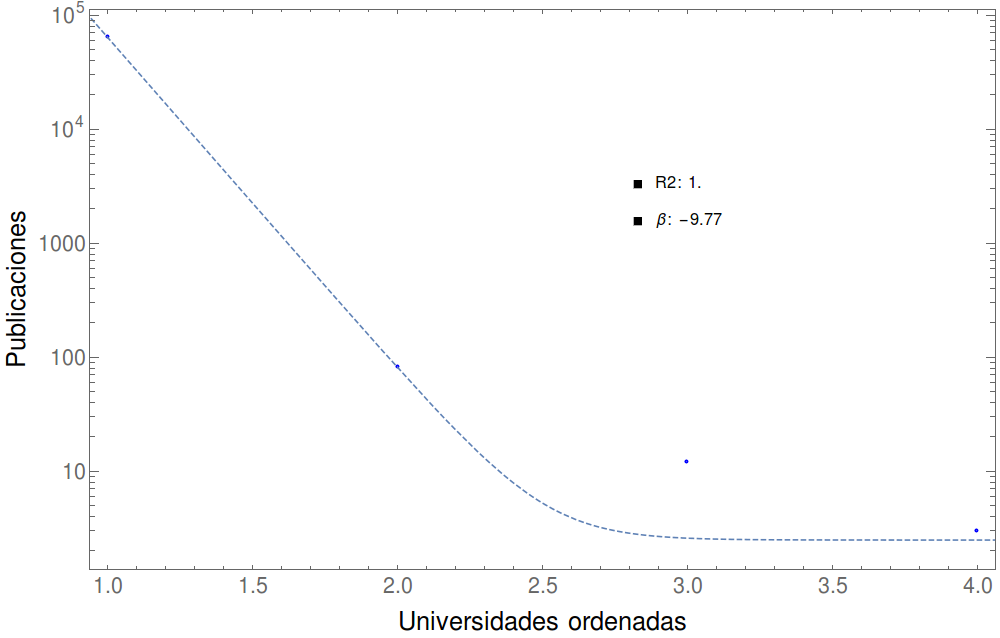 10^5
10^4
1000
100
10
Publicaciones
■ R2: 1.
■ β: −9.77
1.0 1.5 2.0 2.5 3.0 3.5 4.0
Universidades ordenadas